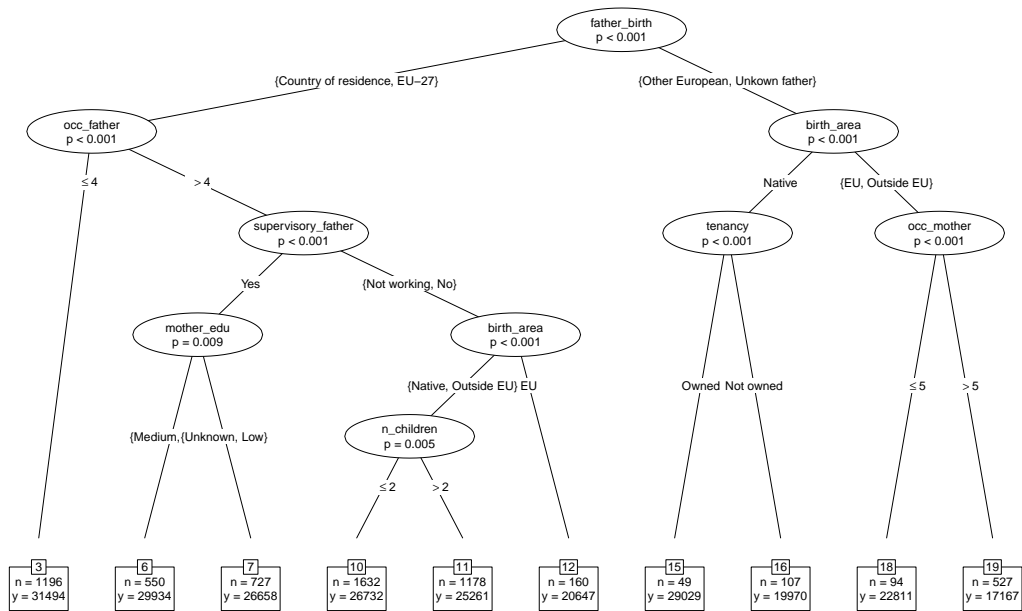 father_birth
p < 0.001
{Country of residence, EU−27}
{Other European, Unkown father}
occ_father
p < 0.001
birth_area
p < 0.001
≤ 4
> 4
Native
{EU, Outside EU}
supervisory_father
p < 0.001
tenancy
p < 0.001
occ_mother
p < 0.001
Yes
{Not working, No}
mother_edu
p = 0.009
birth_area
p < 0.001
{Native, Outside EU}
EU
Owned
Not owned
≤ 5
> 5
{Medium,
{Unknown, Low}
n_children
p = 0.005
≤ 2
> 2
3
n = 1196
y = 31494
6
n = 550
y = 29934
7
n = 727
y = 26658
10
n = 1632
y = 26732
11
n = 1178
y = 25261
12
n = 160
y = 20647
15
n = 49
y = 29029
16
n = 107
y = 19970
18
n = 94
y = 22811
19
n = 527
y = 17167